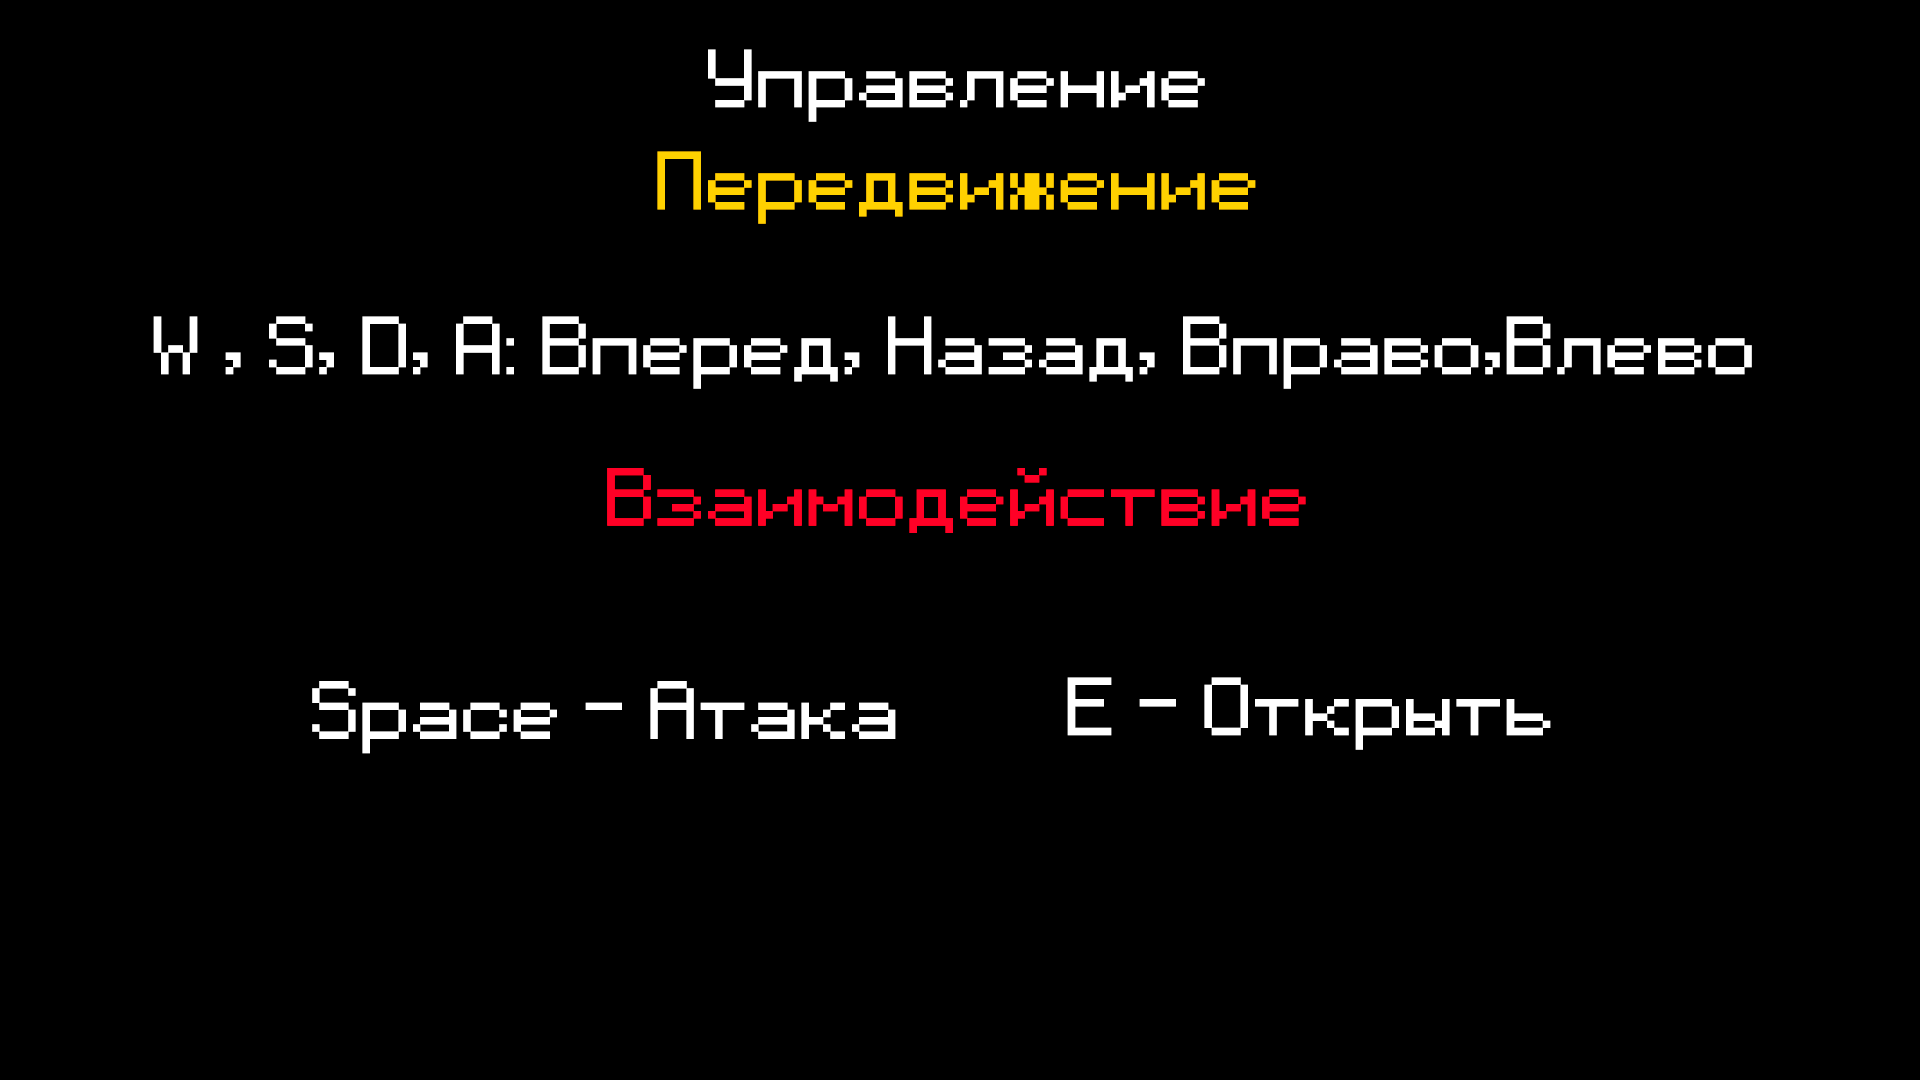 Управление
Передвижение
W , S, D, A: Вперед, Назад, Вправо,Влево
Взаимодействие
Space - Атака
E - Открыть